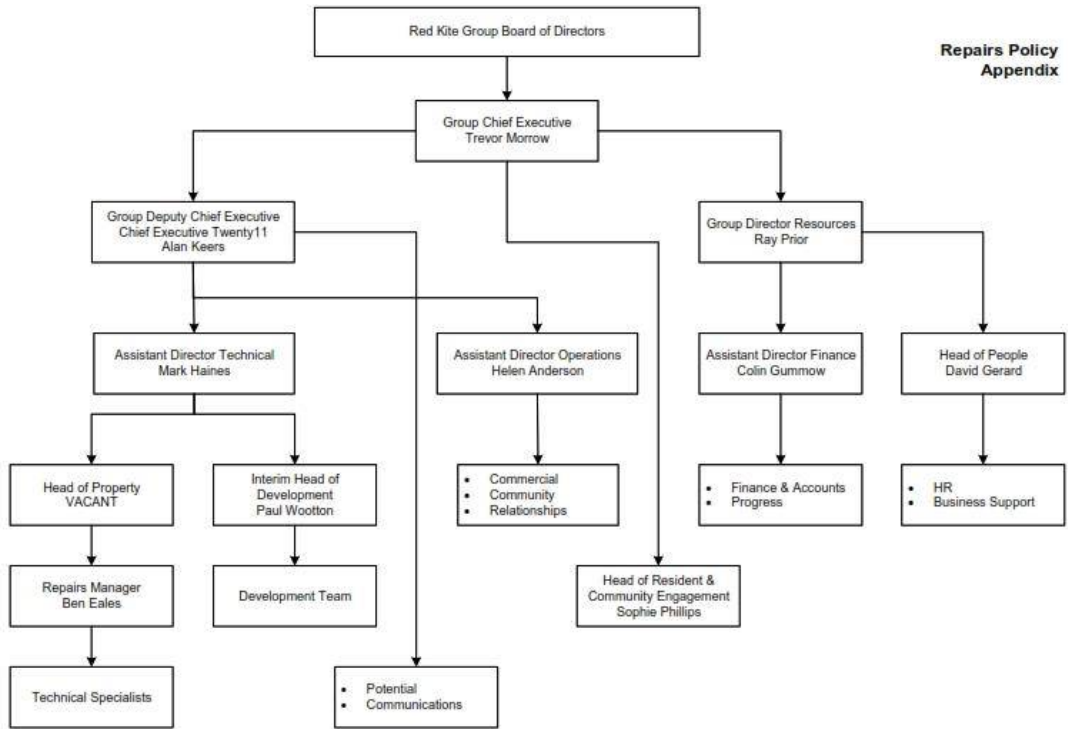 Red Kite Group Board of Directors
Repairs Policy
Appendix
Group Chief Executive
Trevor Morrow
Group Deputy Chief Executive
Chief Executive Twenty11
Alan Keers
Group Director Resources
Ray Prior
Assistant Director Technical
Mark Haines
Assistant Director Operations
Helen Anderson
Assistant Director Finance
Colin Gummow
Head of People
David Gerard
Head of Property
VACANT
Interim Head of
Development
Paul Wootton
• Commercial
• Community
• Relationships
• Finance & Accounts
• Progress
• HR
• Business Support
Repairs Manager
Ben Eales
Development Team
Head of Resident &
Community Engagement
Sophie Phillips
Technical Specialists
• Potential
• Communications